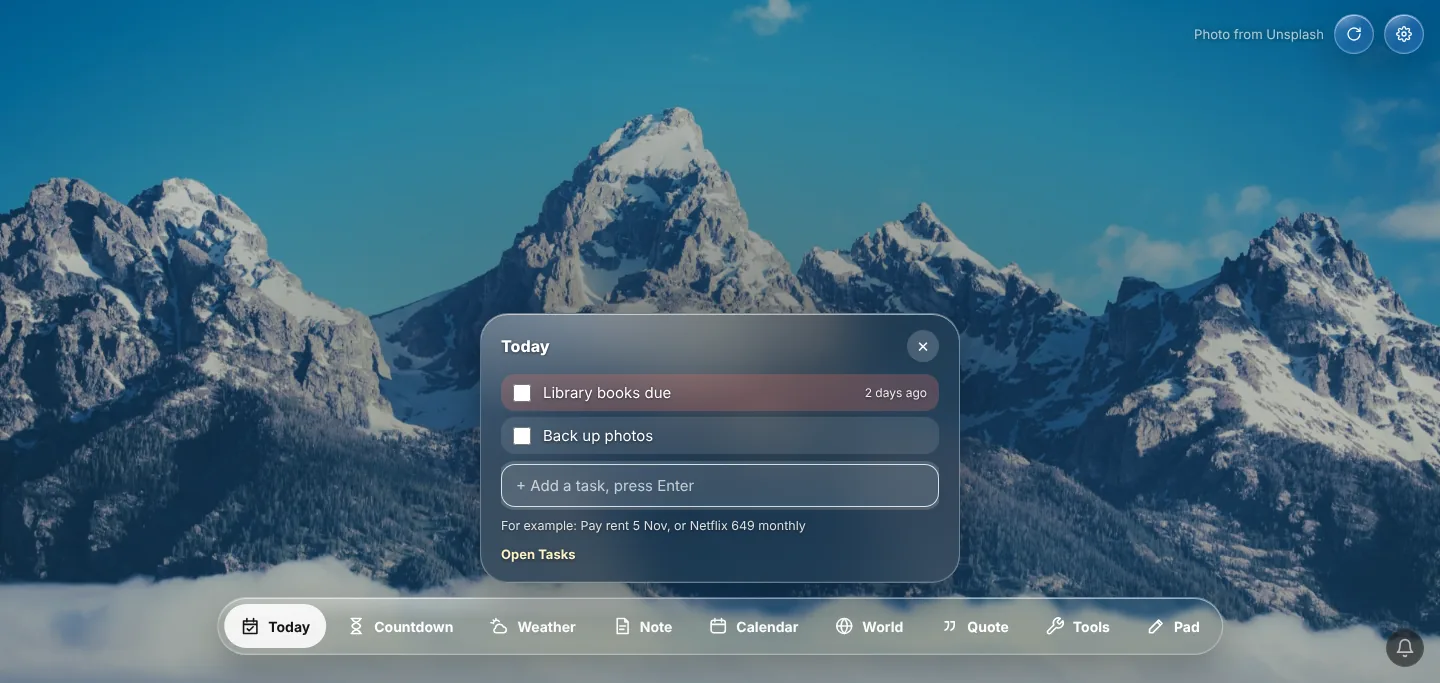 Photo from Unsplash
Today
Library books due 2 days ago
Back up photos
+ Add a task, press Enter
For example: Pay rent 5 Nov, or Netflix 649 monthly
Open Tasks
Today Countdown Weather Note Calendar World Quote Tools Pad